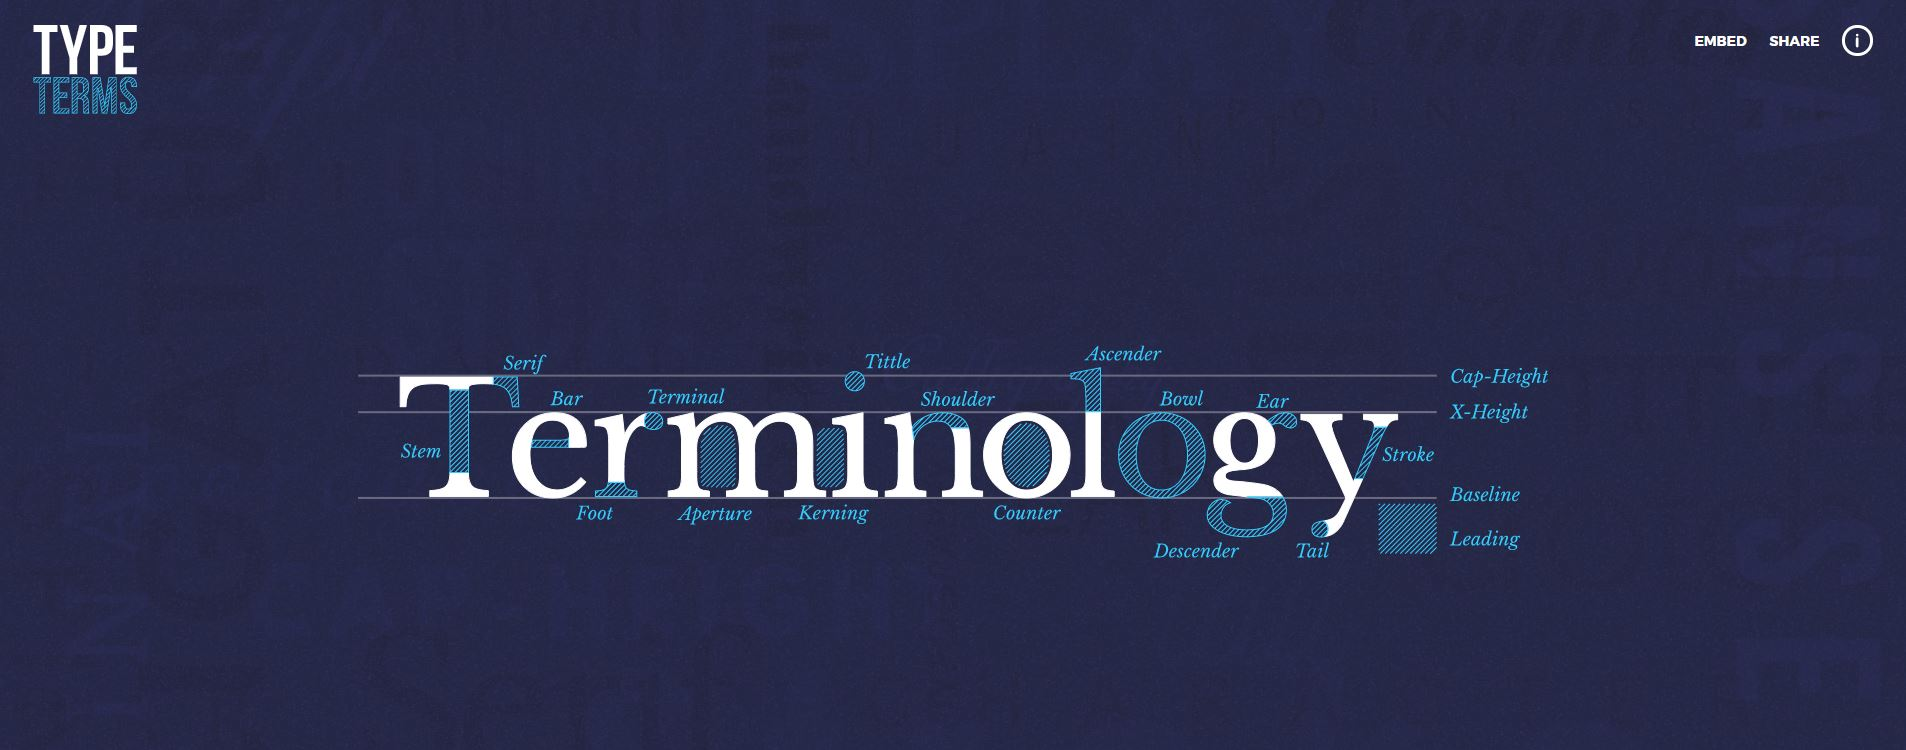 TYPE
TERMS
EMBED SHARE i
Serif
Tittle
Ascender
Cap-Height
Bar
Terminal
Shoulder
Bowl
Ear
X-Height
Terminology
Stem
Stroke
Baseline
Foot
Aperture
Kerning
Counter
Leading
Descender
Tail